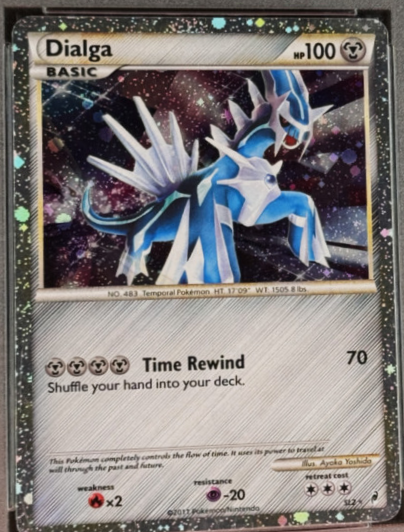 Dialga
HP100
BASIC
NO. 483 Temporal Pokémon. HT: 17'09" WT: 1505.8 lbs.
Time Rewind 70
Shuffle your hand into your deck.
This Pokémon completely controls the flow of time. It uses its power to travel at
will through the past and future.
Illus. Ayaka Yoshida
weakness
×2
resistance
-20
retreat cost
©2011 Pokémon/Nintendo